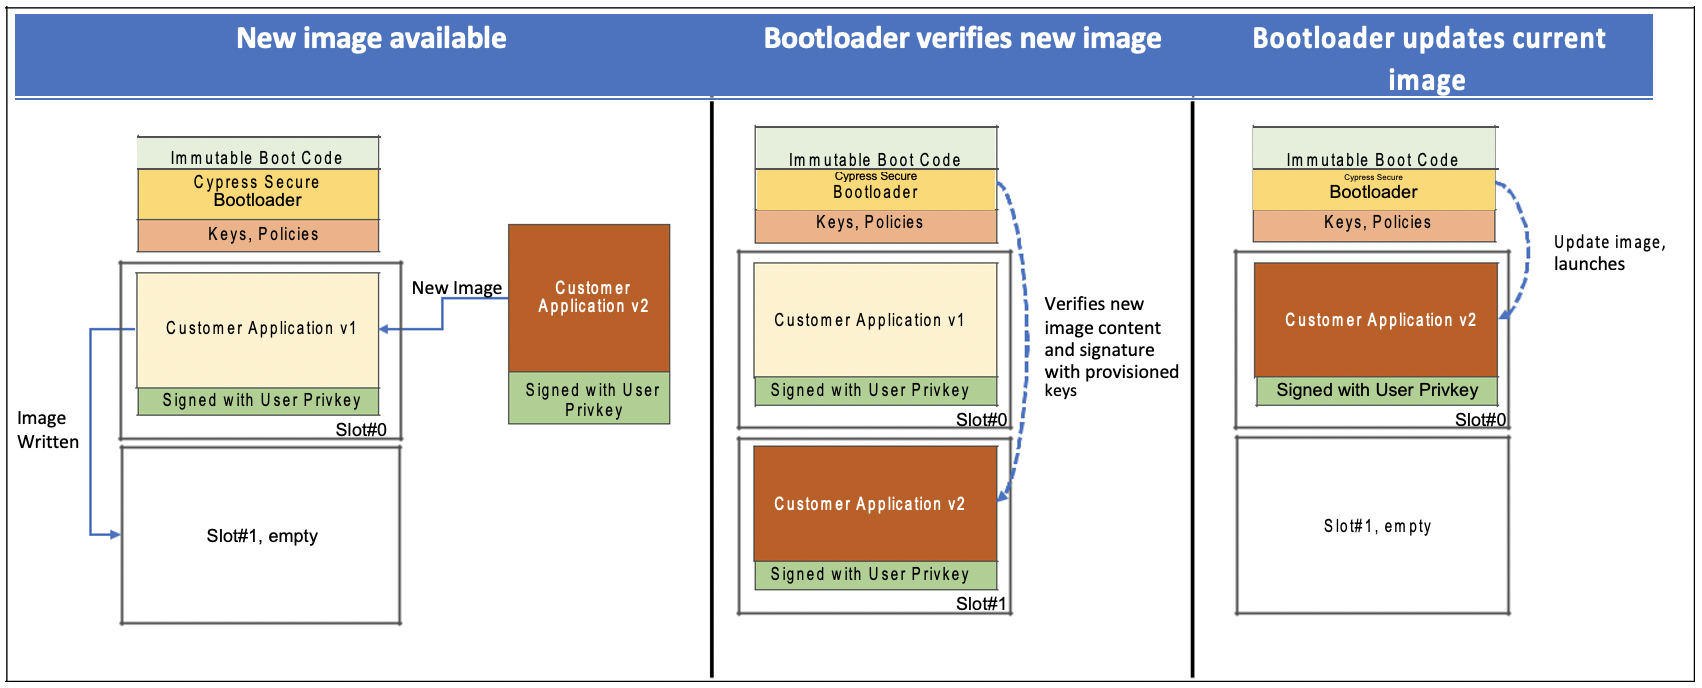 New image available
Immutable Boot Code
Cypress Secure
Bootloader
Keys, Policies
New Image
Customer
Application v2
Customer Application v1
Signed with User Privkey
Signed with User
Privkey
Image
Written
Slot#0
Slot#1, empty
Bootloader verifies new image
Immutable Boot Code
Cypress Secure
Bootloader
Keys, Policies
Customer Application v1
Verifies new
image content
and signature
with provisioned
keys
Signed with User Privkey
Slot#0
Customer Application v2
Signed with User Privkey
Slot#1
Bootloader updates current
image
Immutable Boot Code
Cypress Secure
Bootloader
Keys, Policies
Update image,
launches
Customer Application v2
Signed with User Privkey
Slot#0
Slot#1, empty